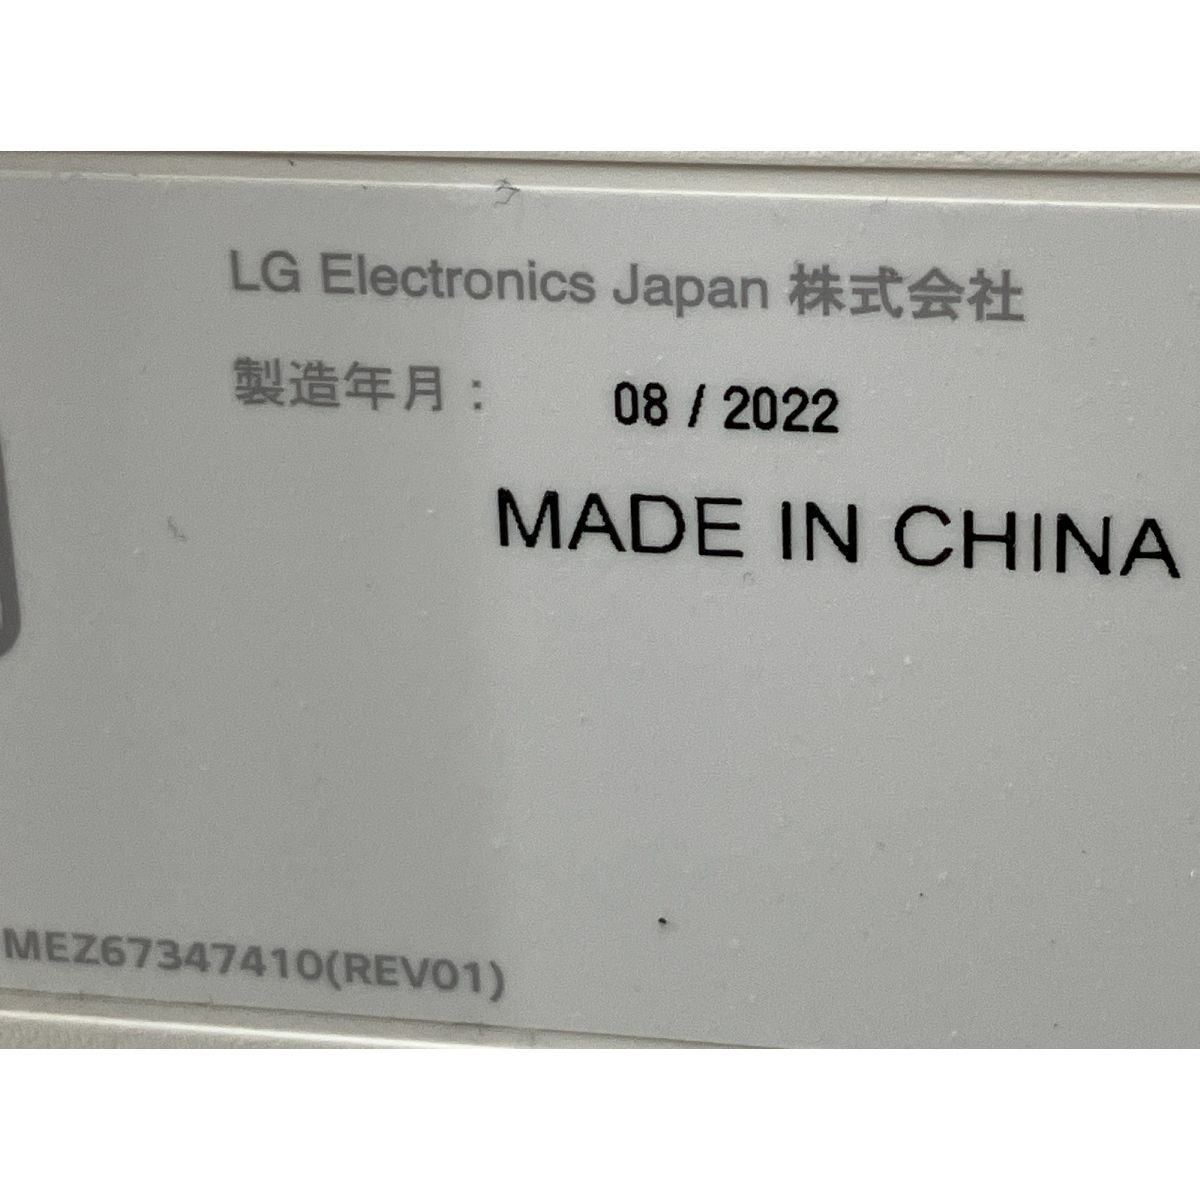 LG Electronics Japan 株式会社
製造年月： 08 / 2022
MADE IN CHINA
MEZ67347410(REV01)